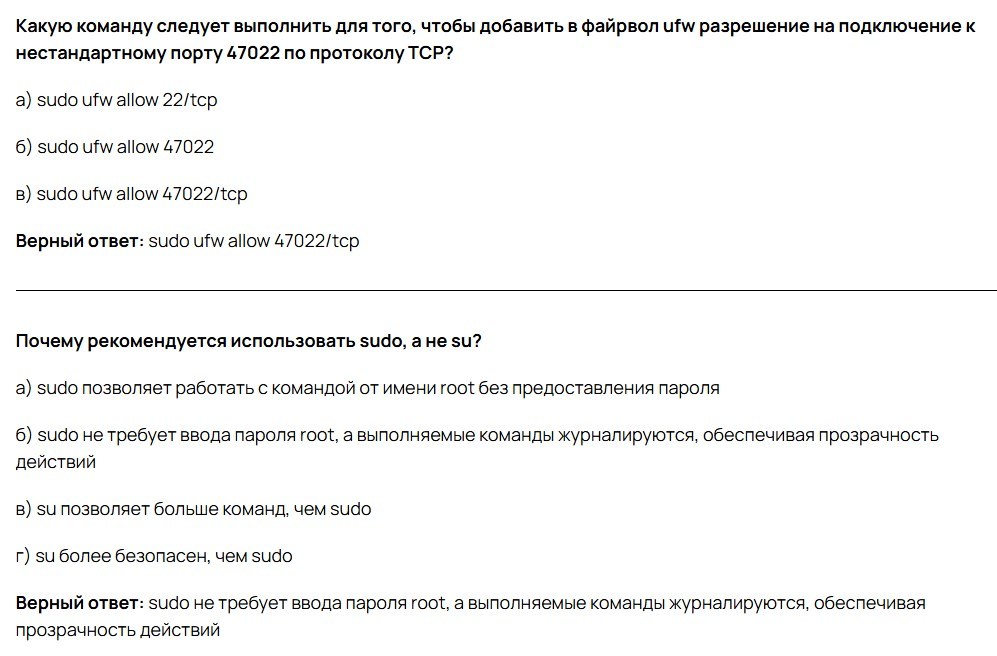 Какую команду следует выполнить для того, чтобы добавить в файрвол ufw разрешение на подключение к
нестандартному порту 47022 по протоколу TCP?
а) sudo ufw allow 22/tcp
б) sudo ufw allow 47022
в) sudo ufw allow 47022/tcp
Верный ответ: sudo ufw allow 47022/tcp
Почему рекомендуется использовать sudo, а не su?
а) sudo позволяет работать с командой от имени root без предоставления пароля
б) sudo не требует ввода пароля root, а выполняемые команды журналируются, обеспечивая прозрачность
действий
в) su позволяет больше команд, чем sudo
г) su более безопасен, чем sudo
Верный ответ: sudo не требует ввода пароля root, а выполняемые команды журналируются, обеспечивая
прозрачность действий